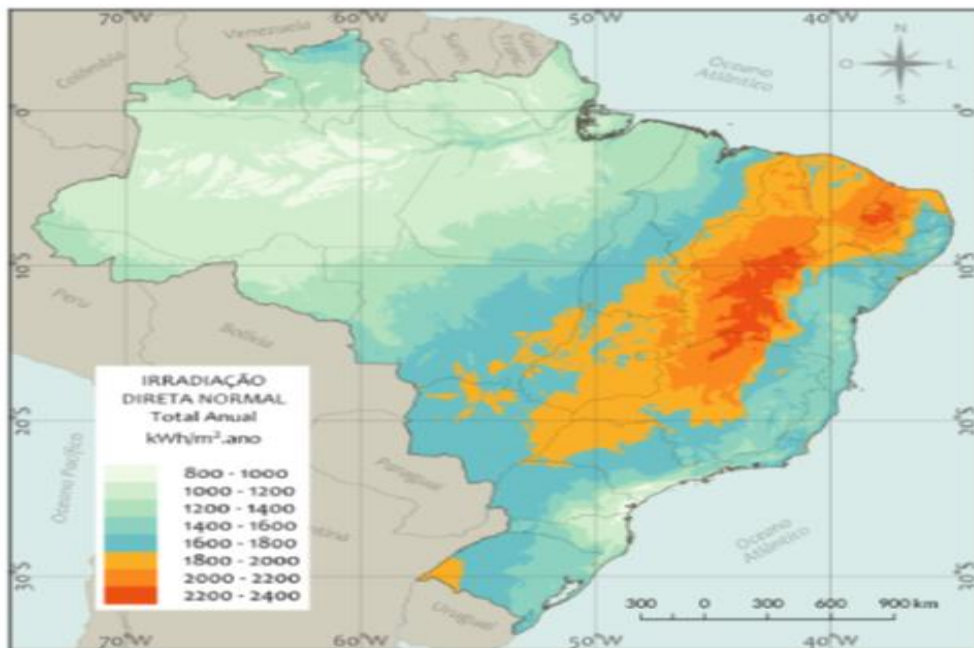 70°W
60°W
50°W
40°W
Colômbia
Venezuela
Guiana
Suri.
Oceano
Atlântico
N
O
L
S
0°
0°
10°S
10°S
Peru
Bolívia
20°S
20°S
Oceano Pacífico
Paraguai
Oceano
Atlântico
30°S
30°S
Uruguai
IRRADIAÇÃO
DIRETA NORMAL
Total Anual
kWh/m².ano
800 - 1000
1000 - 1200
1200 - 1400
1400 - 1600
1600 - 1800
1800 - 2000
2000 - 2200
2200 - 2400
300 0 300 600 900 km
70°W
60°W
50°W
40°W